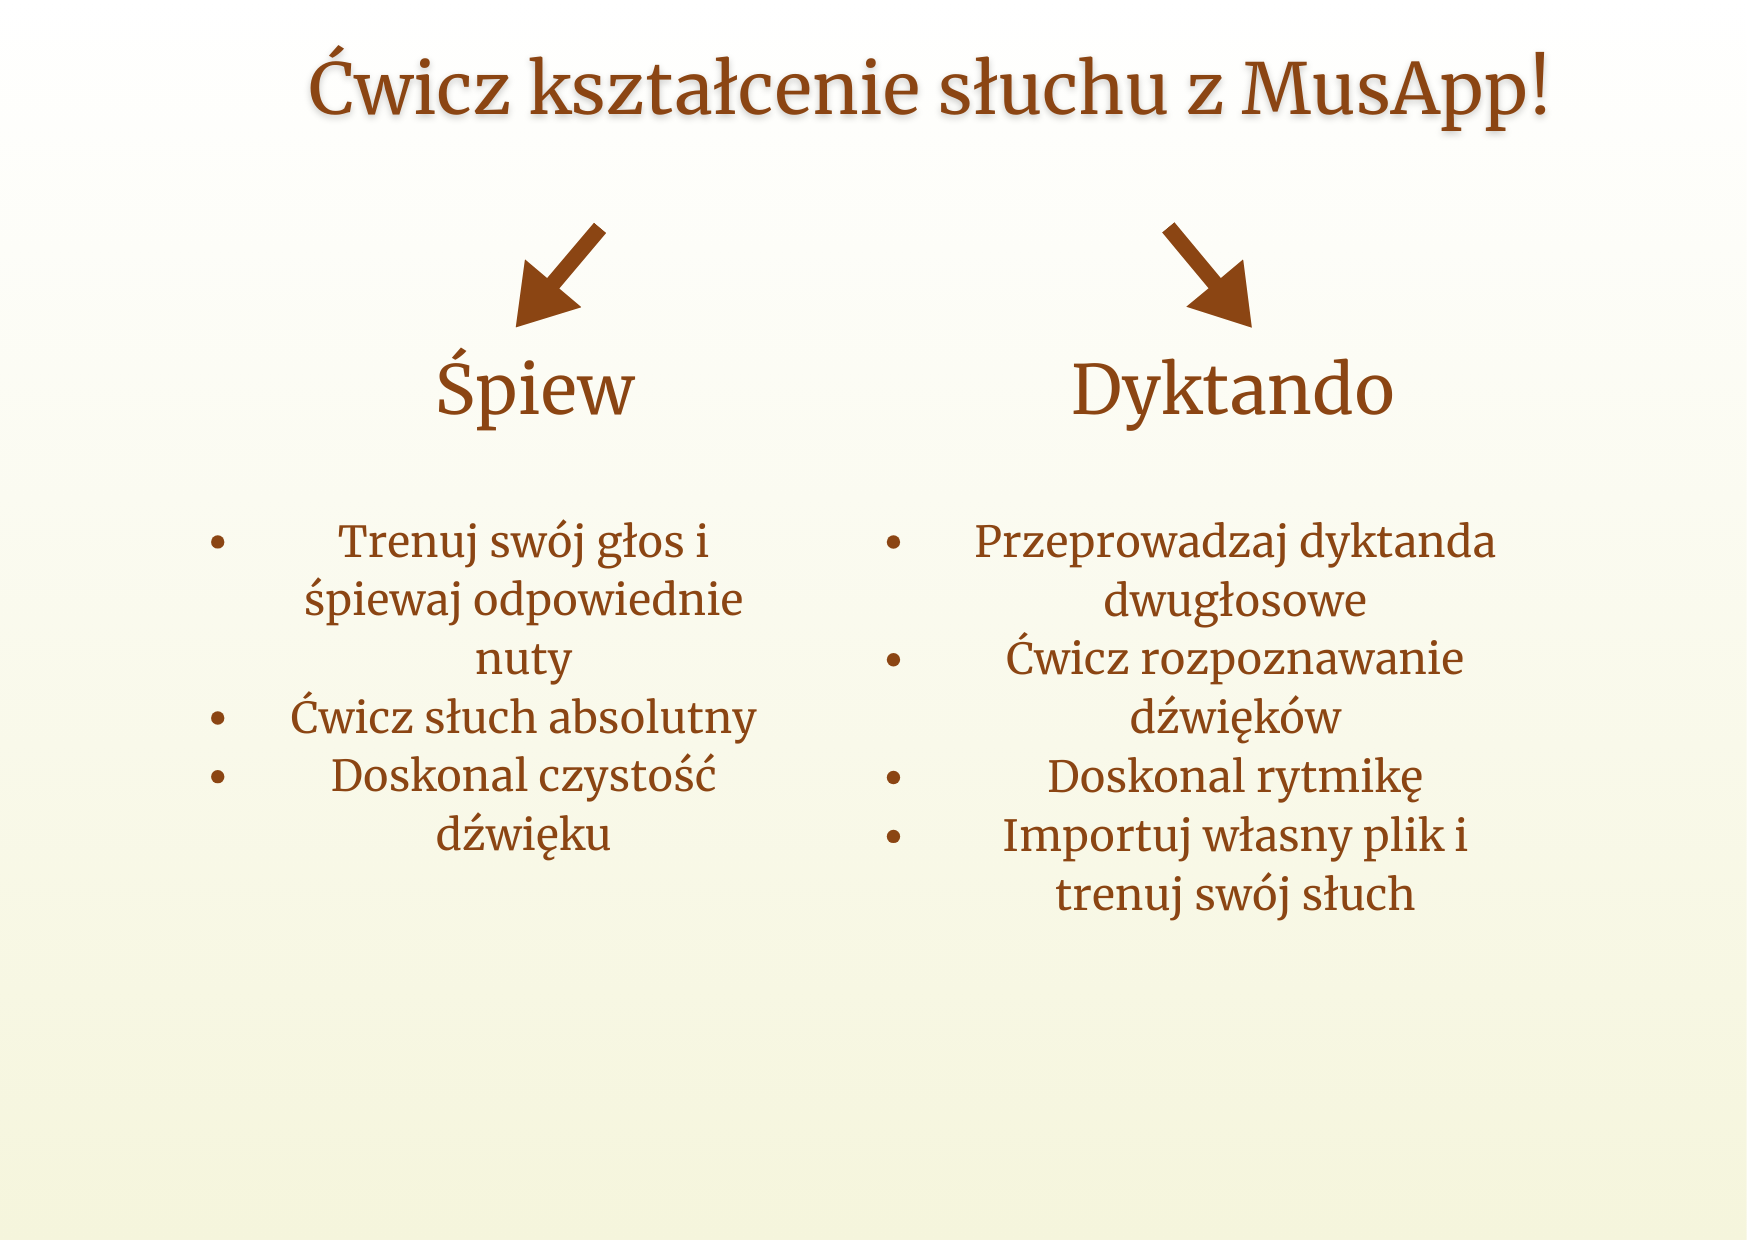 Ćwicz kształcenie słuchu z MusApp!
Śpiew
• Trenuj swój głos i
śpiewaj odpowiednie
nuty
• Ćwicz słuch absolutny
• Doskonal czystość
dźwięku
Dyktando
• Przeprowadzaj dyktanda
dwugłosowe
• Ćwicz rozpoznawanie
dźwięków
• Doskonal rytmikę
• Importuj własny plik i
trenuj swój słuch